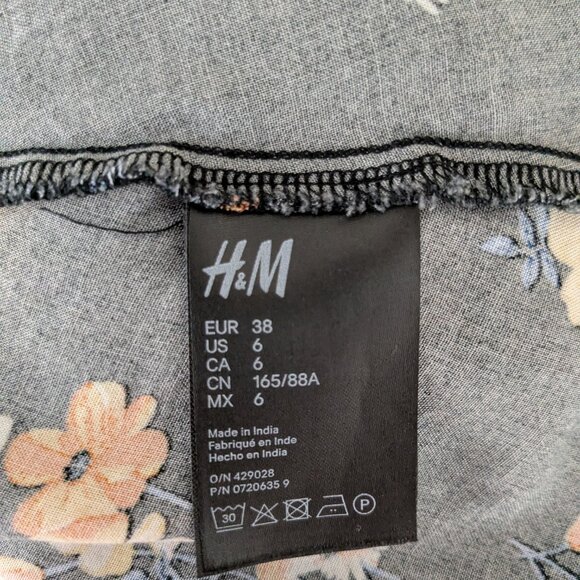 H&M
EUR 38
US 6
CA 6
CN 165/88A
MX 6
Made in India
Fabriqué en Inde
Hecho en India
O/N 429028
P/N 0720635 9
30 P